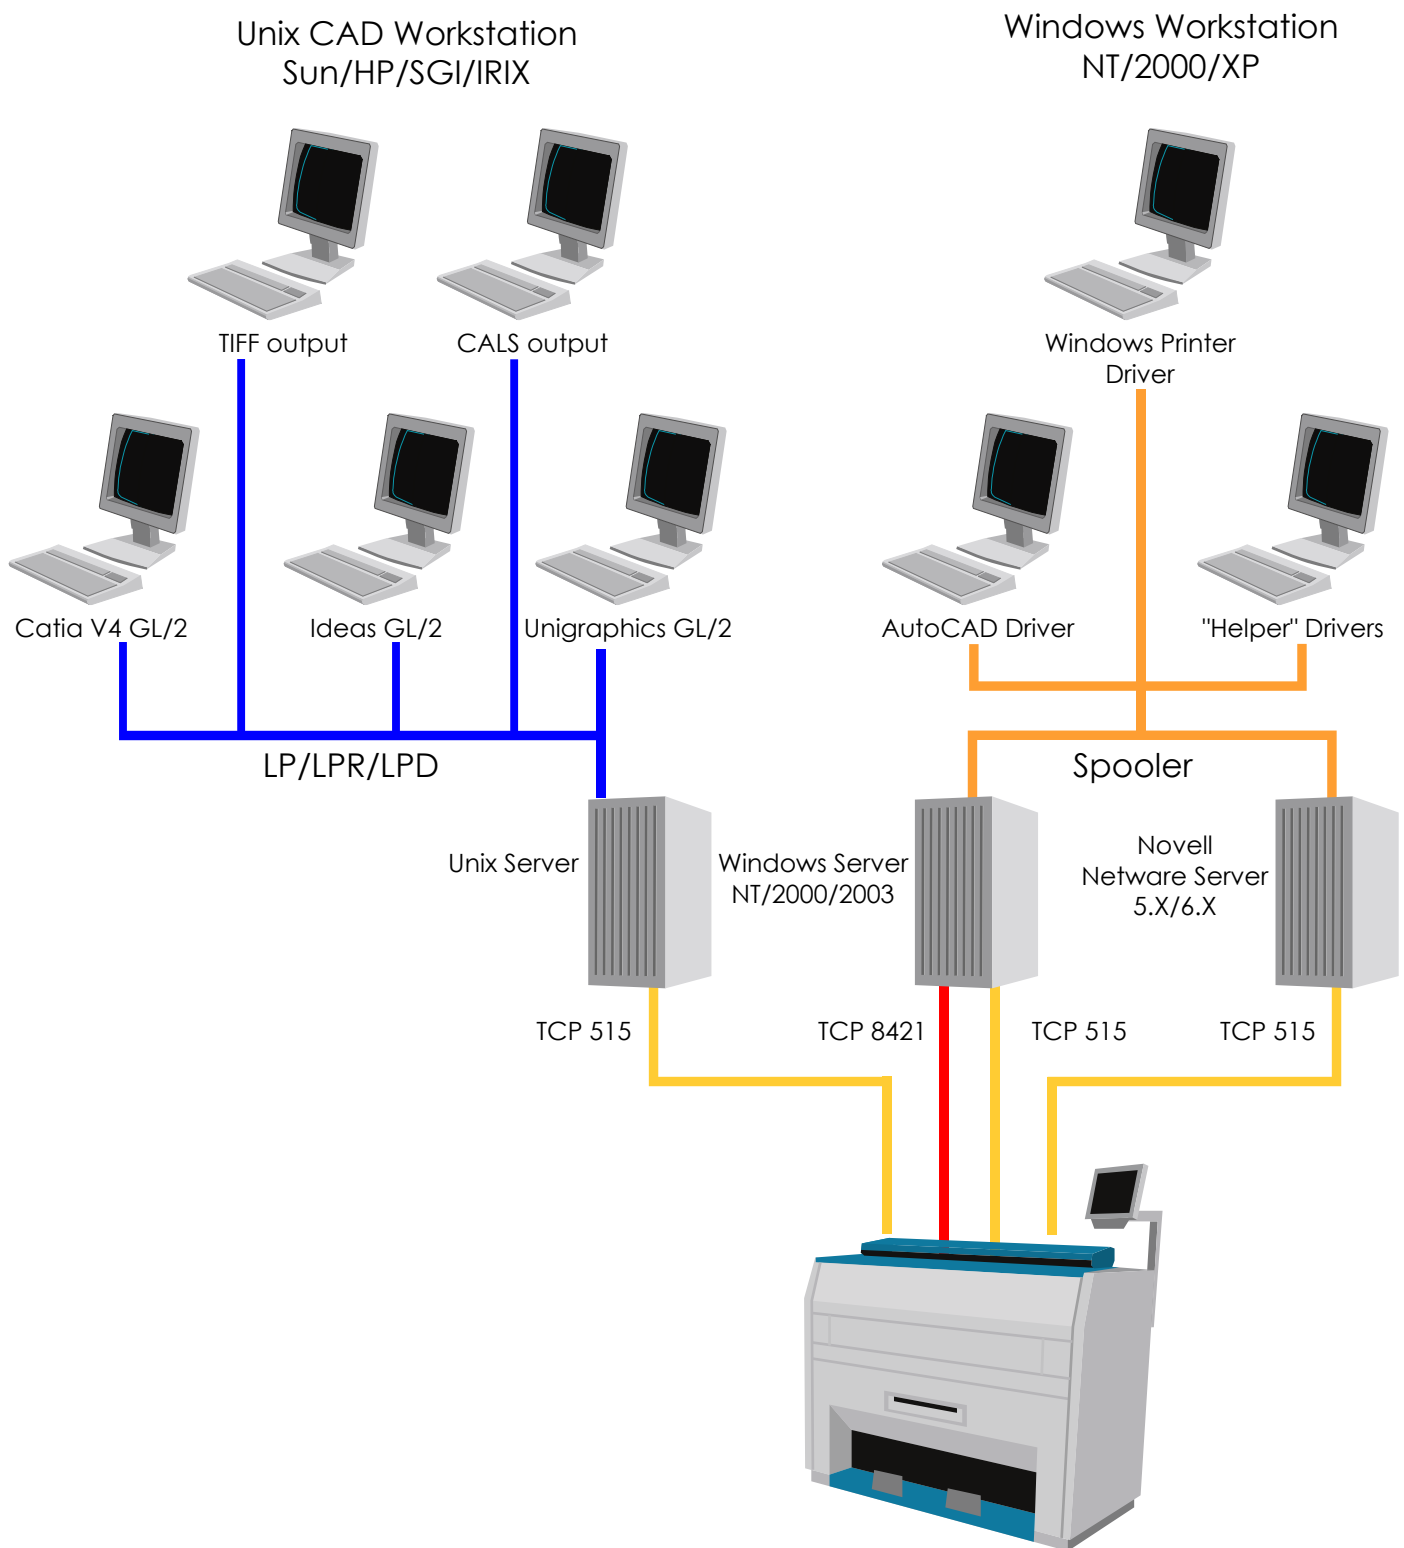 Unix CAD Workstation
Sun/HP/SGI/IRIX
Windows Workstation
NT/2000/XP
TIFF output
CALS output
Windows Printer
Driver
Catia V4 GL/2
Ideas GL/2
Unigraphics GL/2
AutoCAD Driver
"Helper" Drivers
LP/LPR/LPD
Spooler
Unix Server
Windows Server
NT/2000/2003
Novell
Netware Server
5.X/6.X
TCP 515
TCP 8421
TCP 515
TCP 515